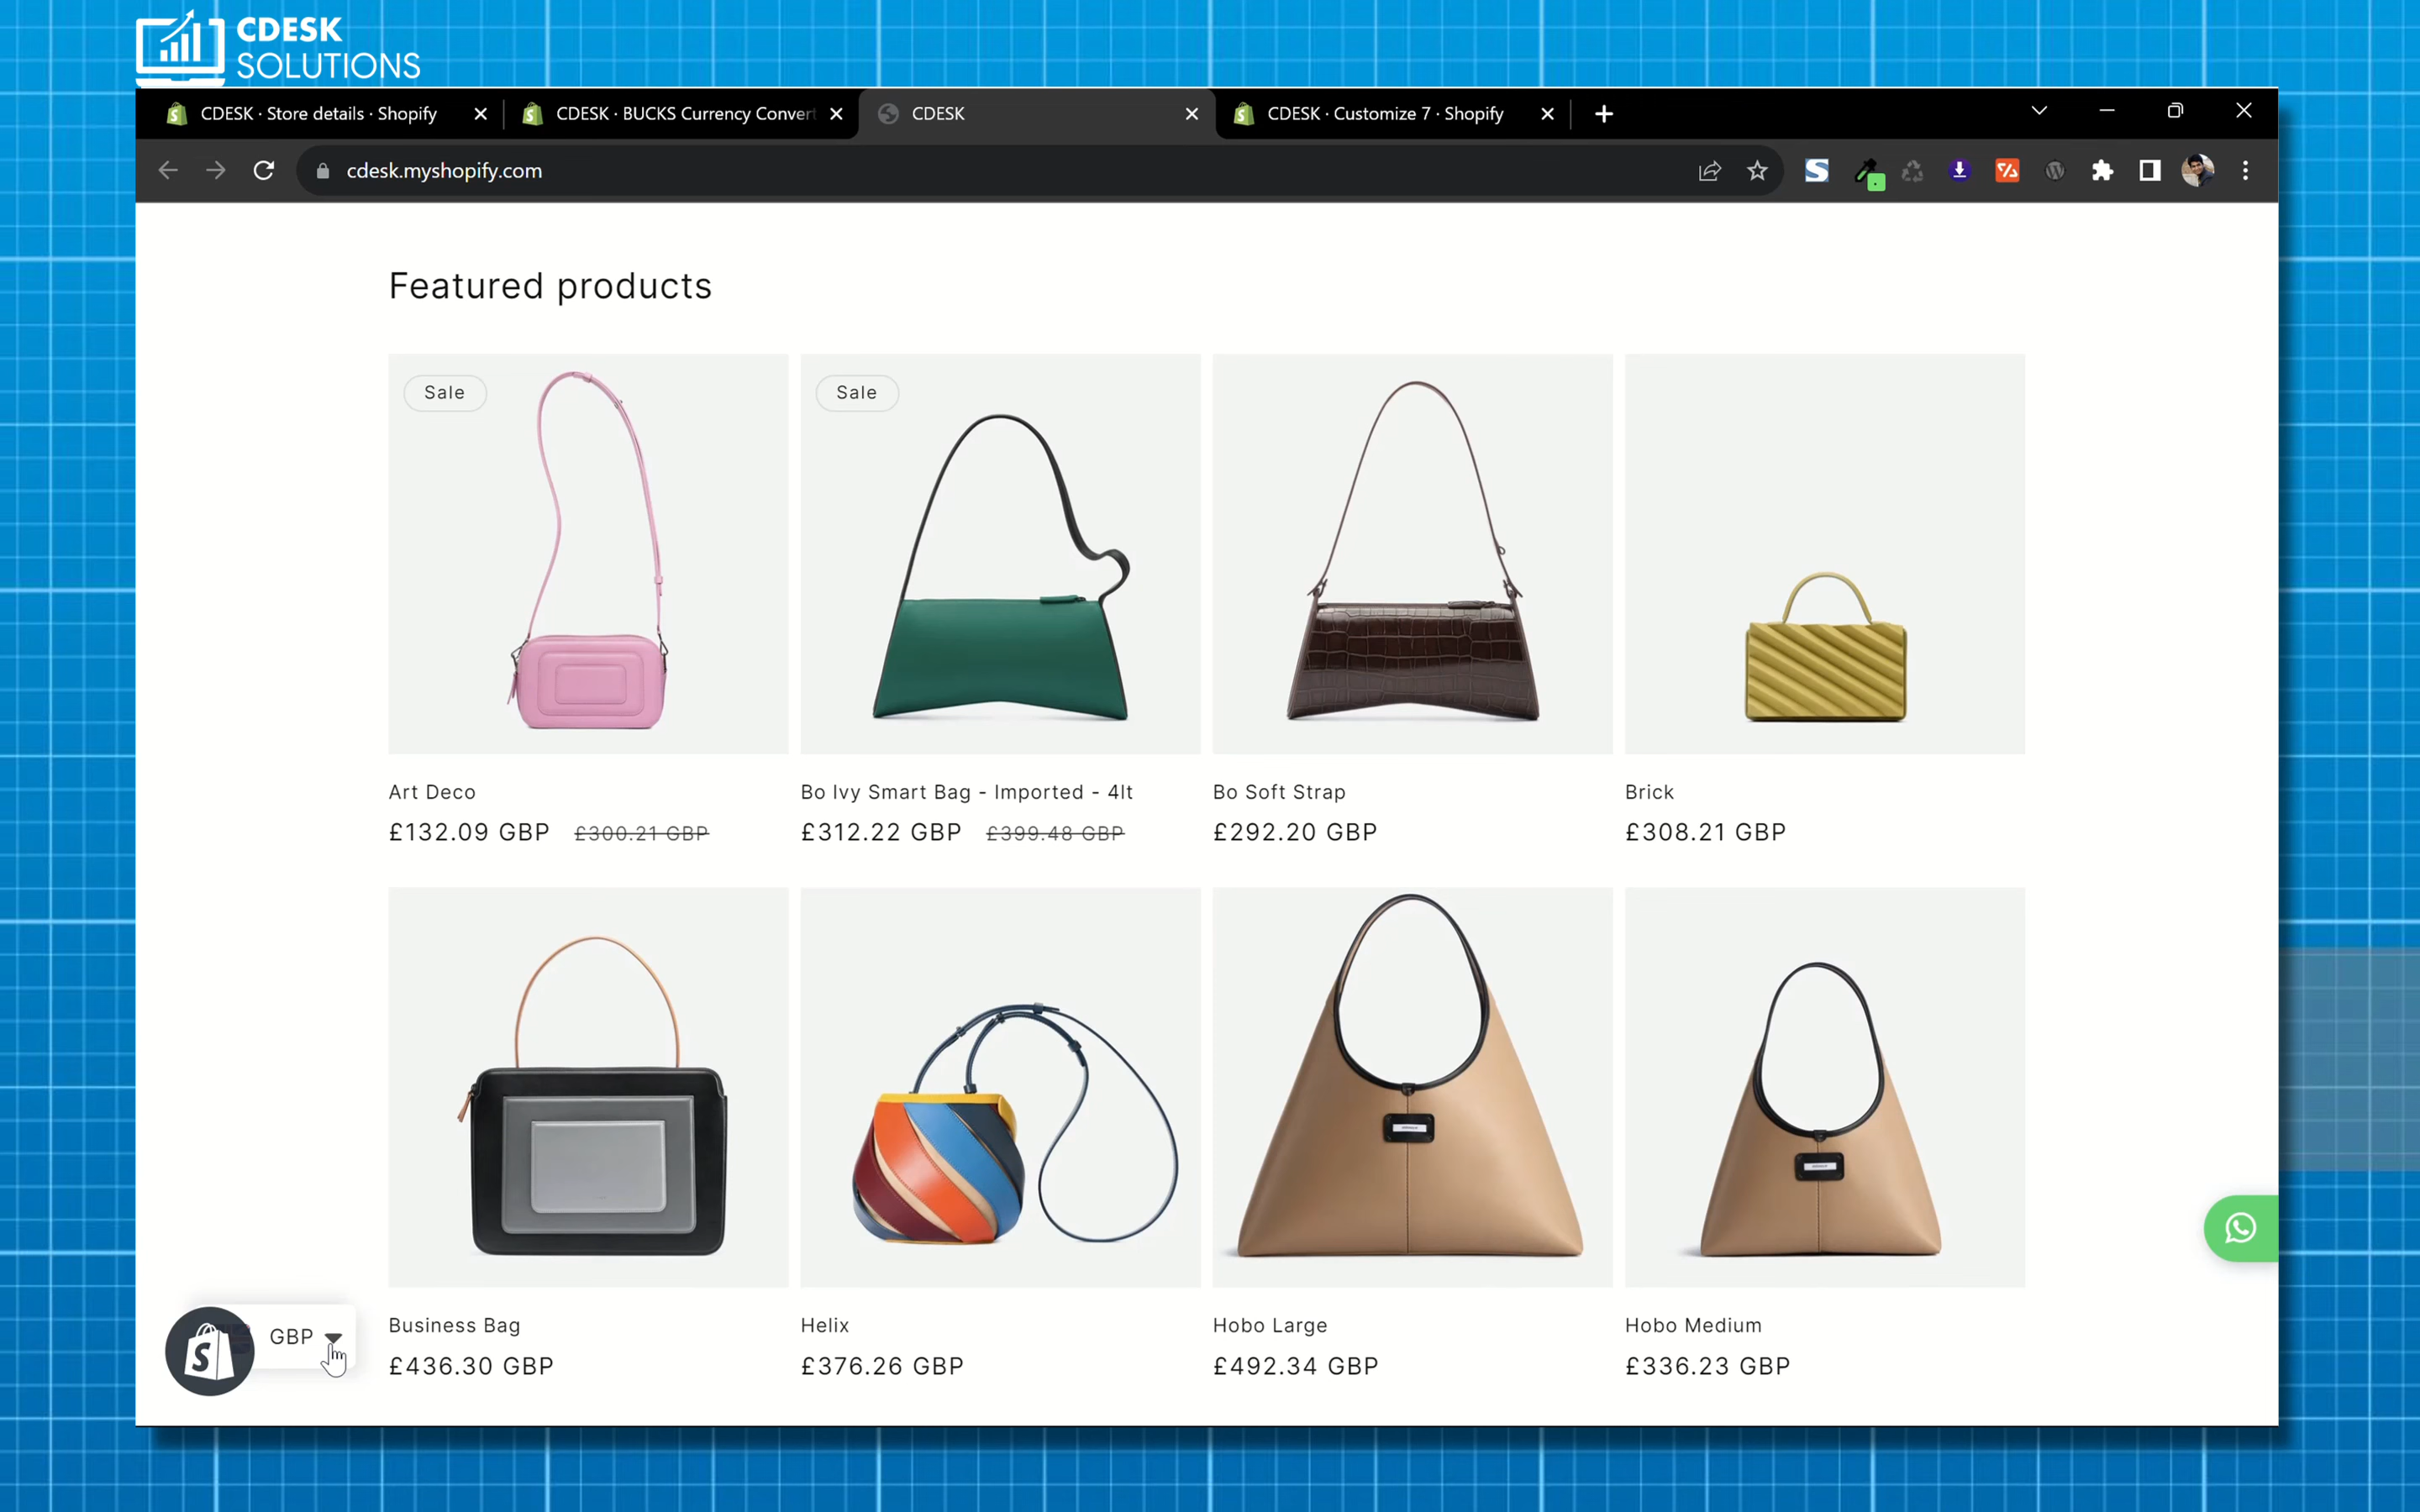 CDESK
SOLUTIONS
CDESK · Store details · Shopify
CDESK · BUCKS Currency Conver
CDESK
CDESK · Customize 7 · Shopify
cdesk.myshopify.com
Featured products
Sale
Sale
Art Deco
Bo Ivy Smart Bag - Imported - 4lt
Bo Soft Strap
Brick
£132.09 GBP £300.21 GBP
£312.22 GBP £399.48 GBP
£292.20 GBP
£308.21 GBP
Business Bag
Helix
Hobo Large
Hobo Medium
£436.30 GBP
£376.26 GBP
£492.34 GBP
£336.23 GBP
GBP